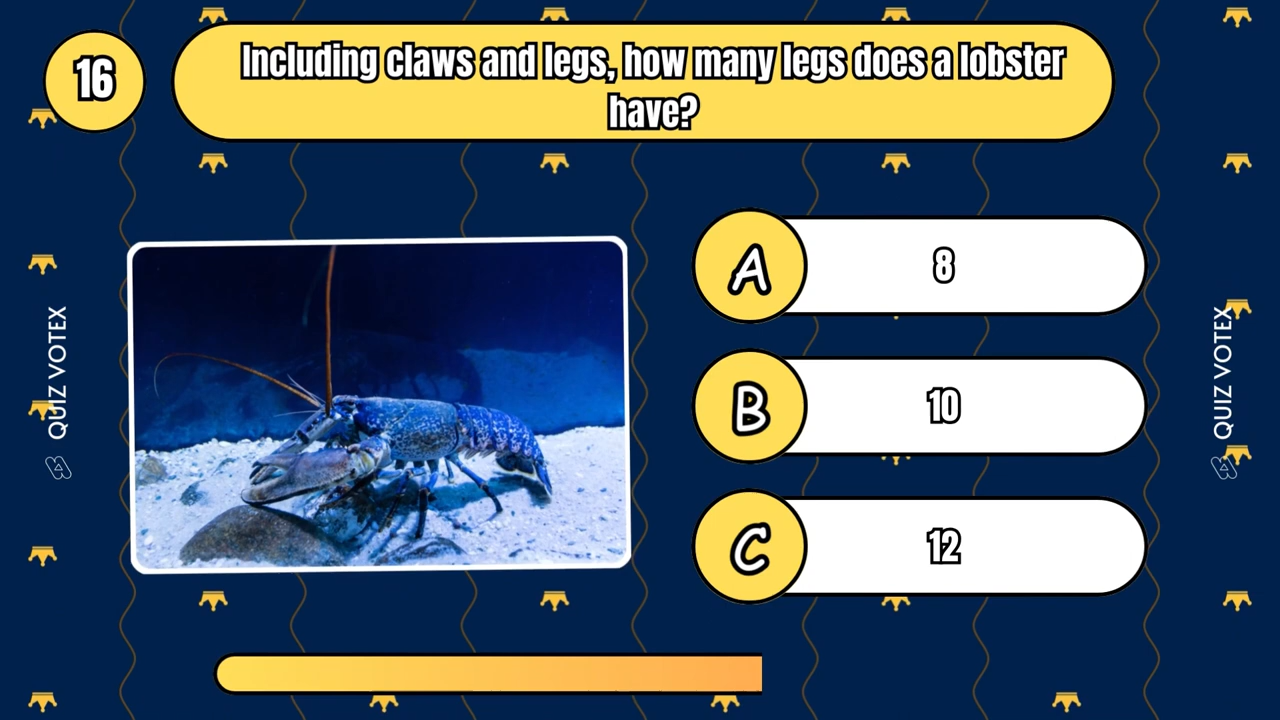 16
Including claws and legs, how many legs does a lobster
have?
A
8
B
10
C
12
QUIZ VOTEX
QUIZ VOTEX